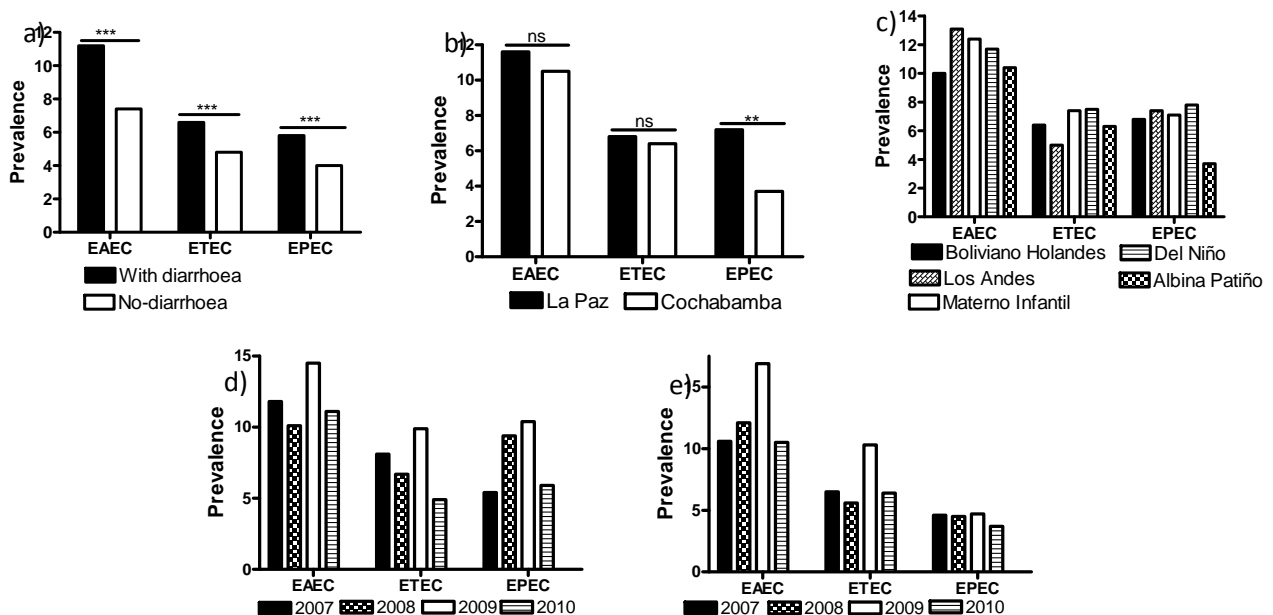 a)
***
***
***
12
10
8
6
4
2
0
Prevalence
EAEC ETEC EPEC
With diarrhoea
No-diarrhoea
b)
ns
ns
**
12
10
8
6
4
2
0
Prevalence
EAEC ETEC EPEC
La Paz Cochabamba
c)
14
12
10
8
6
4
2
0
Prevalence
EAEC ETEC EPEC
Boliviano Holandes Del Niño
Los Andes Albina Patiño
Materno Infantil
d)
15
10
5
0
Prevalence
EAEC ETEC EPEC
2007 2008 2009 2010
e)
15
10
5
0
Prevalence
EAEC ETEC EPEC
2007 2008 2009 2010